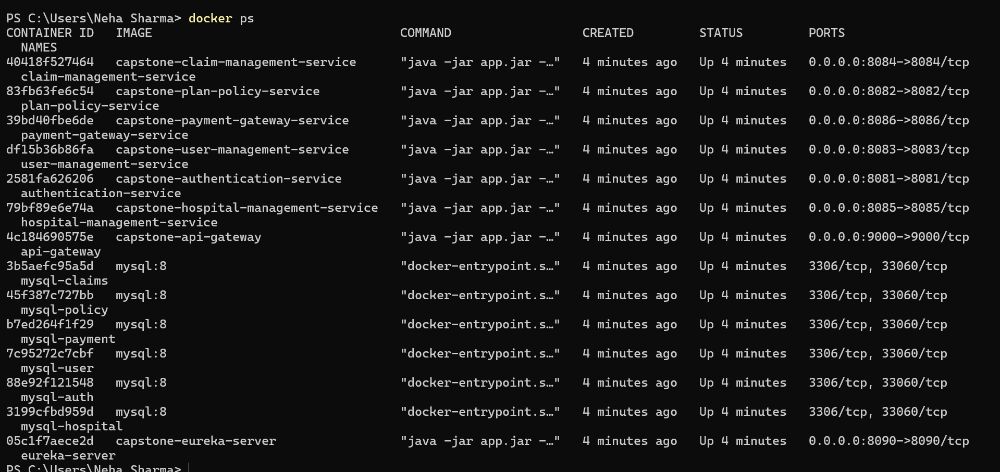 PS C:\Users\Neha Sharma> docker ps
CONTAINER ID   IMAGE                                  COMMAND                  CREATED         STATUS         PORTS
  NAMES
40418f527464   capstone-claim-management-service      "java -jar app.jar -…"   4 minutes ago   Up 4 minutes   0.0.0.0:8084->8084/tcp
  claim-management-service
83fb63fe6c54   capstone-plan-policy-service           "java -jar app.jar -…"   4 minutes ago   Up 4 minutes   0.0.0.0:8082->8082/tcp
  plan-policy-service
39bd40fbe6de   capstone-payment-gateway-service       "java -jar app.jar -…"   4 minutes ago   Up 4 minutes   0.0.0.0:8086->8086/tcp
  payment-gateway-service
df15b36b86fa   capstone-user-management-service       "java -jar app.jar -…"   4 minutes ago   Up 4 minutes   0.0.0.0:8083->8083/tcp
  user-management-service
2581fa626206   capstone-authentication-service        "java -jar app.jar -…"   4 minutes ago   Up 4 minutes   0.0.0.0:8081->8081/tcp
  authentication-service
79bf89e6e74a   capstone-hospital-management-service   "java -jar app.jar -…"   4 minutes ago   Up 4 minutes   0.0.0.0:8085->8085/tcp
  hospital-management-service
4c184690575e   capstone-api-gateway                   "java -jar app.jar -…"   4 minutes ago   Up 4 minutes   0.0.0.0:9000->9000/tcp
  api-gateway
3b5aefc95a5d   mysql:8                                "docker-entrypoint.s…"   4 minutes ago   Up 4 minutes   3306/tcp, 33060/tcp
  mysql-claims
45f387c727bb   mysql:8                                "docker-entrypoint.s…"   4 minutes ago   Up 4 minutes   3306/tcp, 33060/tcp
  mysql-policy
b7ed264f1f29   mysql:8                                "docker-entrypoint.s…"   4 minutes ago   Up 4 minutes   3306/tcp, 33060/tcp
  mysql-payment
7c95272c7cbf   mysql:8                                "docker-entrypoint.s…"   4 minutes ago   Up 4 minutes   3306/tcp, 33060/tcp
  mysql-user
88e92f121548   mysql:8                                "docker-entrypoint.s…"   4 minutes ago   Up 4 minutes   3306/tcp, 33060/tcp
  mysql-auth
3199cfbd959d   mysql:8                                "docker-entrypoint.s…"   4 minutes ago   Up 4 minutes   3306/tcp, 33060/tcp
  mysql-hospital
05c1f7aece2d   capstone-eureka-server                 "java -jar app.jar -…"   4 minutes ago   Up 4 minutes   0.0.0.0:8090->8090/tcp
  eureka-server
PS C:\Users\Neha Sharma>